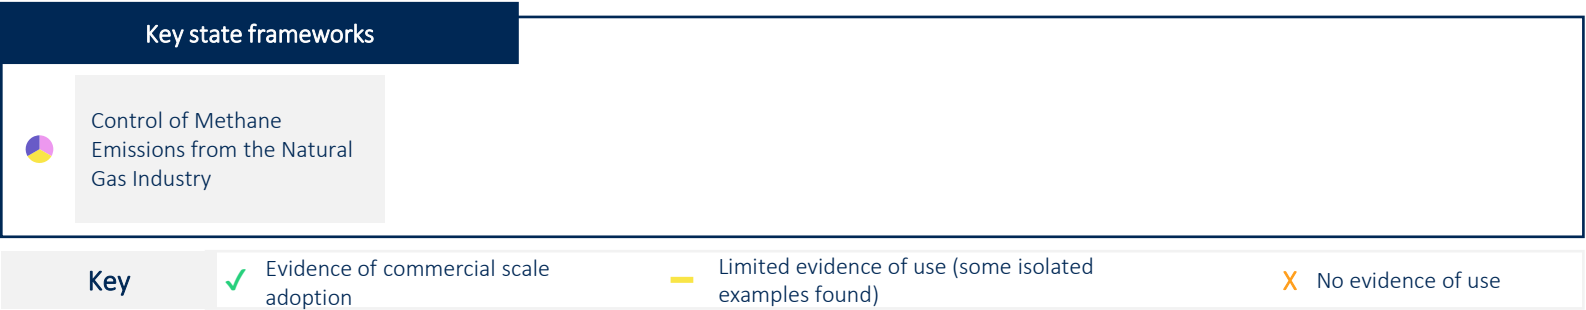 Key state frameworks
Control of Methane
Emissions from the Natural
Gas Industry
Key
✓ Evidence of commercial scale
adoption
Limited evidence of use (some isolated
examples found)
X No evidence of use